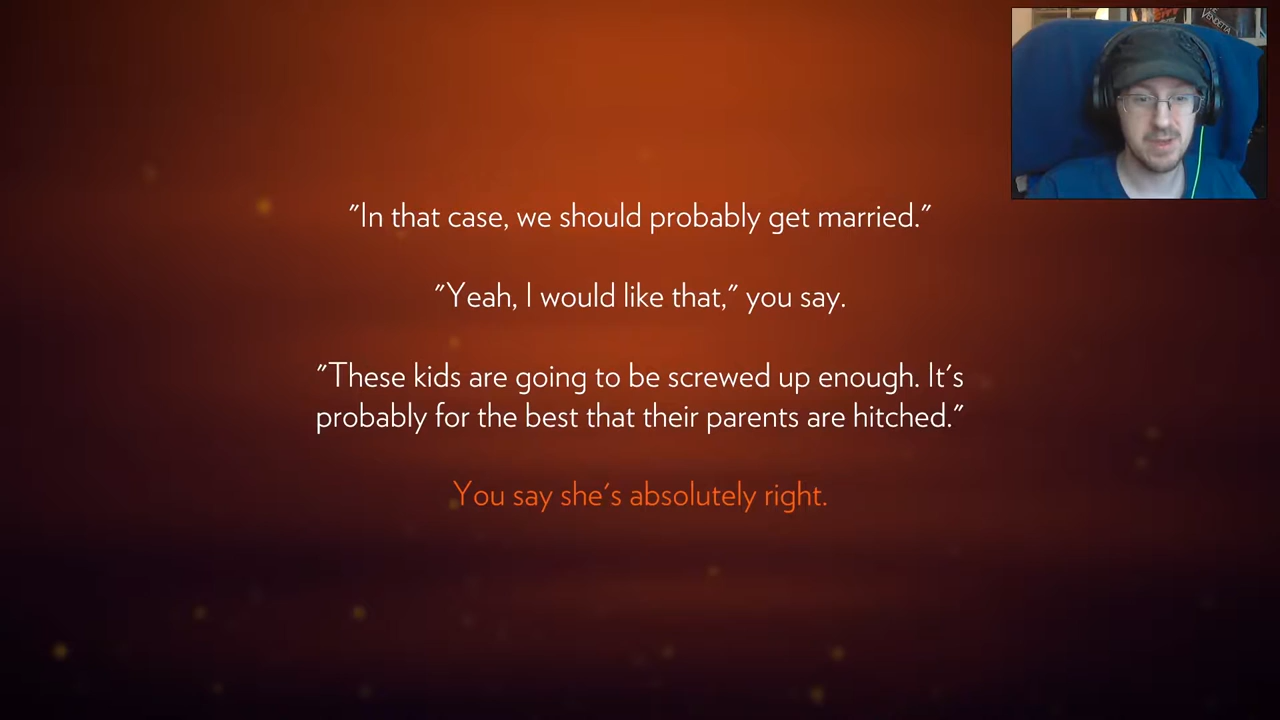 VENDETTA
"In that case, we should probably get married."
"Yeah, I would like that," you say.
"These kids are going to be screwed up enough. It's
probably for the best that their parents are hitched."
You say she's absolutely right.